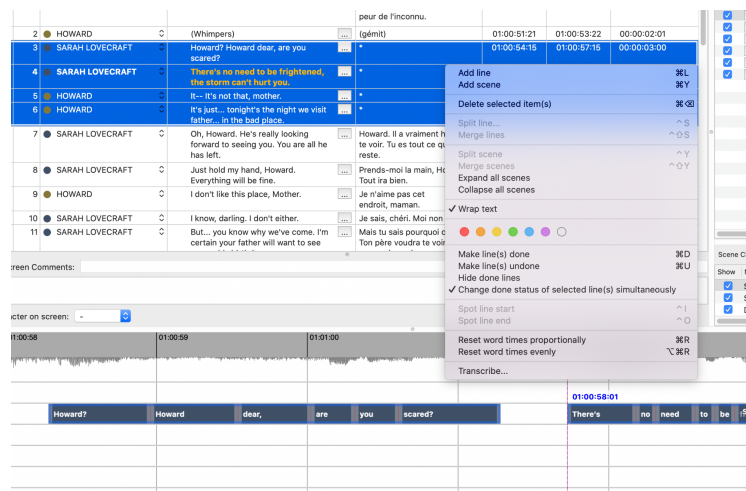 peur de l'inconnu.
2 HOWARD (Whimpers) ... (gémit) 01:00:51:21 01:00:53:22 00:00:02:01
3 SARAH LOVECRAFT Howard? Howard dear, are you ... * 01:00:54:15 01:00:57:15 00:00:03:00
scared?
4 SARAH LOVECRAFT There's no need to be frightened, ... *
the storm can't hurt you.
5 HOWARD It-- It's not that, mother. ... *
6 HOWARD It's just... tonight's the night we visit ... *
father... in the bad place.
7 SARAH LOVECRAFT Oh, Howard. He's really looking ... Howard. Il a vraiment h
forward to seeing you. You are all he te voir. Tu es tout ce qu
has left. reste.
8 SARAH LOVECRAFT Just hold my hand, Howard. ... Prends-moi la main, Ho
Everything will be fine. Tout ira bien.
9 HOWARD I don't like this place, Mother. ... Je n'aime pas cet
endroit, maman.
10 SARAH LOVECRAFT I know, darling. I don't either. ... Je sais, chéri. Moi non
11 SARAH LOVECRAFT But... you know why we've come. I'm ... Mais tu sais pourquoi c
certain your father will want to see Ton père voudra te voir
Add line ⌘L
Add scene ⌘Y
Delete selected item(s) ⌘⌫
Split line... ^S
Merge lines ^⇧S
Split scene ^Y
Merge scenes ^⇧Y
Expand all scenes
Collapse all scenes
✓ Wrap text
Make line(s) done ⌘D
Make line(s) undone ⌘U
Hide done lines
✓ Change done status of selected line(s) simultaneously
Spot line start ^I
Spot line end ^O
Reset word times proportionally ⌘R
Reset word times evenly ⌥⌘R
Transcribe...
Scene C
Show
reen Comments:
acter on screen: -
01:00:58 01:00:59 01:01:00
01:00:58:01
Howard? Howard dear, are you scared? There's no need to be